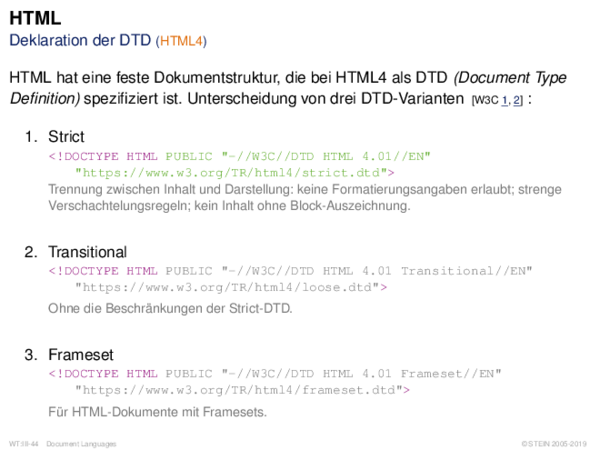 HTML
Deklaration der DTD (HTML4)
HTML hat eine feste Dokumentstruktur, die bei HTML4 als DTD (Document Type
Definition) spezifiziert ist. Unterscheidung von drei DTD-Varianten [W3C 1, 2] :
1. Strict
<!DOCTYPE HTML PUBLIC "-//W3C//DTD HTML 4.01//EN"
"https://www.w3.org/TR/html4/strict.dtd">
Trennung zwischen Inhalt und Darstellung: keine Formatierungsangaben erlaubt; strenge
Verschachtelungsregeln; kein Inhalt ohne Block-Auszeichnung.
2. Transitional
<!DOCTYPE HTML PUBLIC "-//W3C//DTD HTML 4.01 Transitional//EN"
"https://www.w3.org/TR/html4/loose.dtd">
Ohne die Beschränkungen der Strict-DTD.
3. Frameset
<!DOCTYPE HTML PUBLIC "-//W3C//DTD HTML 4.01 Frameset//EN"
"https://www.w3.org/TR/html4/frameset.dtd">
Für HTML-Dokumente mit Framesets.
Document Languages © STEIN 2005-2019